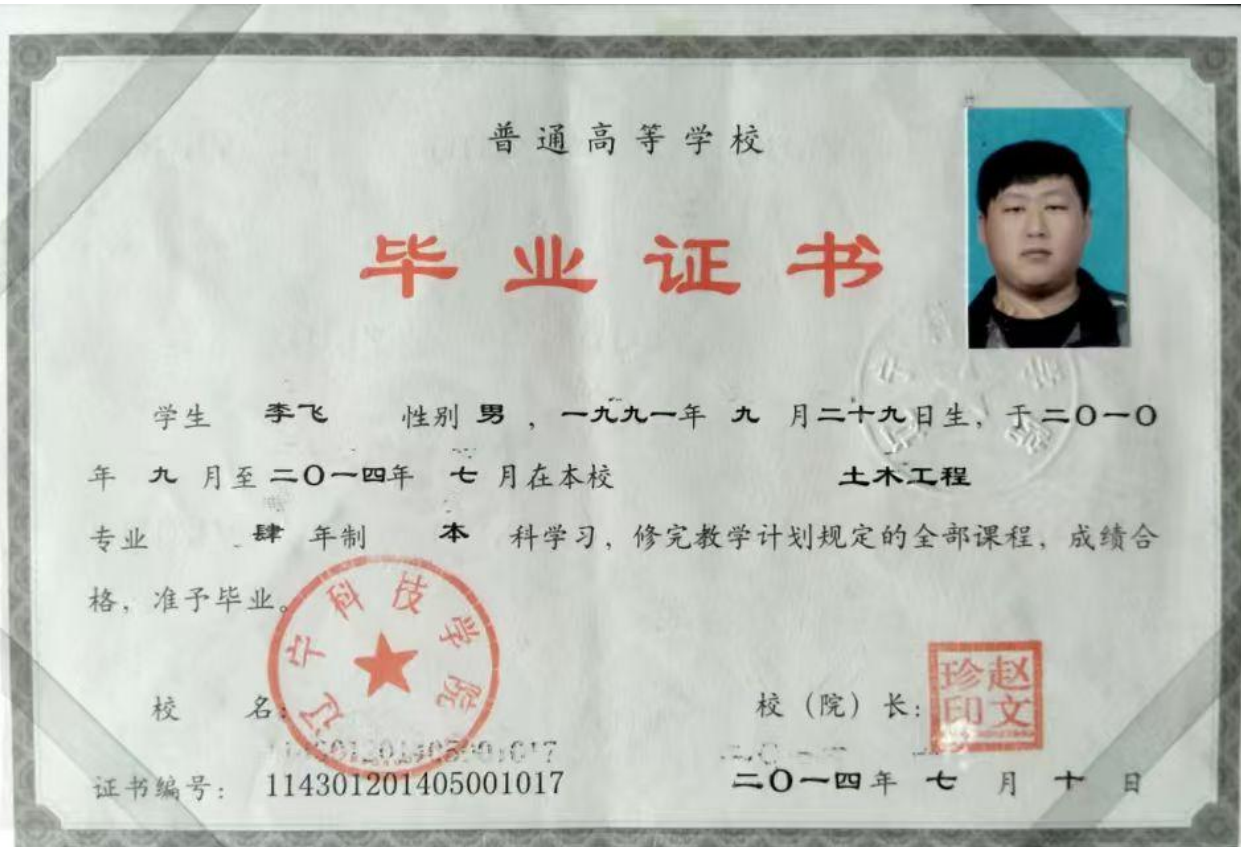 普通高等学校
毕业证书
学生 李飞 性别 男 ，一九九一年 九 月二十九日生，于二〇一〇
年 九 月至二〇一四年 七 月在本校 土木工程
专业 肆 年制 本 科学习，修完教学计划规定的全部课程，成绩合
格，准予毕业。
辽宁科技学院
校 名：
校（院）长：
赵文珍印
证书编号： 114301201405001017
二〇一四年 七 月 十 日